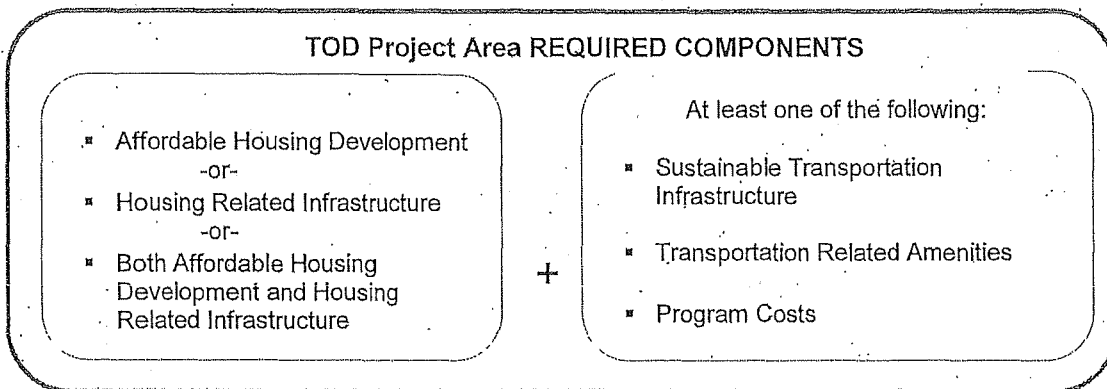 TOD Project Area REQUIRED COMPONENTS
▪ Affordable Housing Development
-or-
▪ Housing Related Infrastructure
-or-
▪ Both Affordable Housing
Development and Housing
Related Infrastructure
+
At least one of the following:
▪ Sustainable Transportation
Infrastructure
▪ Transportation Related Amenities
▪ Program Costs